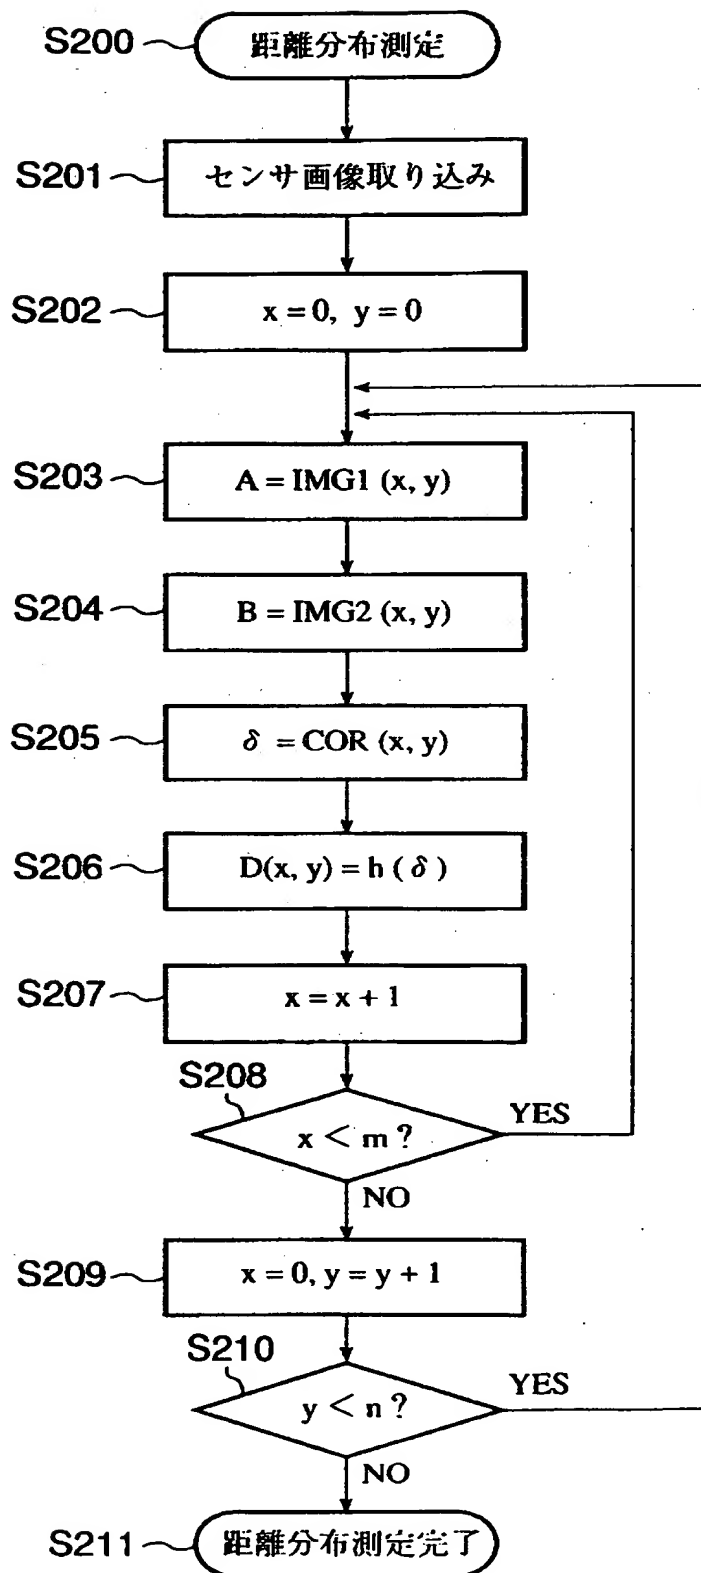 S200
距離分布測定
S201
センサ画像取り込み
S202
x = 0, y = 0
S203
A = IMG1 (x, y)
S204
B = IMG2 (x, y)
S205
δ = COR (x, y)
S206
D(x, y) = h ( δ )
S207
x = x + 1
S208
x < m ?
YES
NO
S209
x = 0, y = y + 1
S210
y < n ?
YES
NO
S211
距離分布測定完了